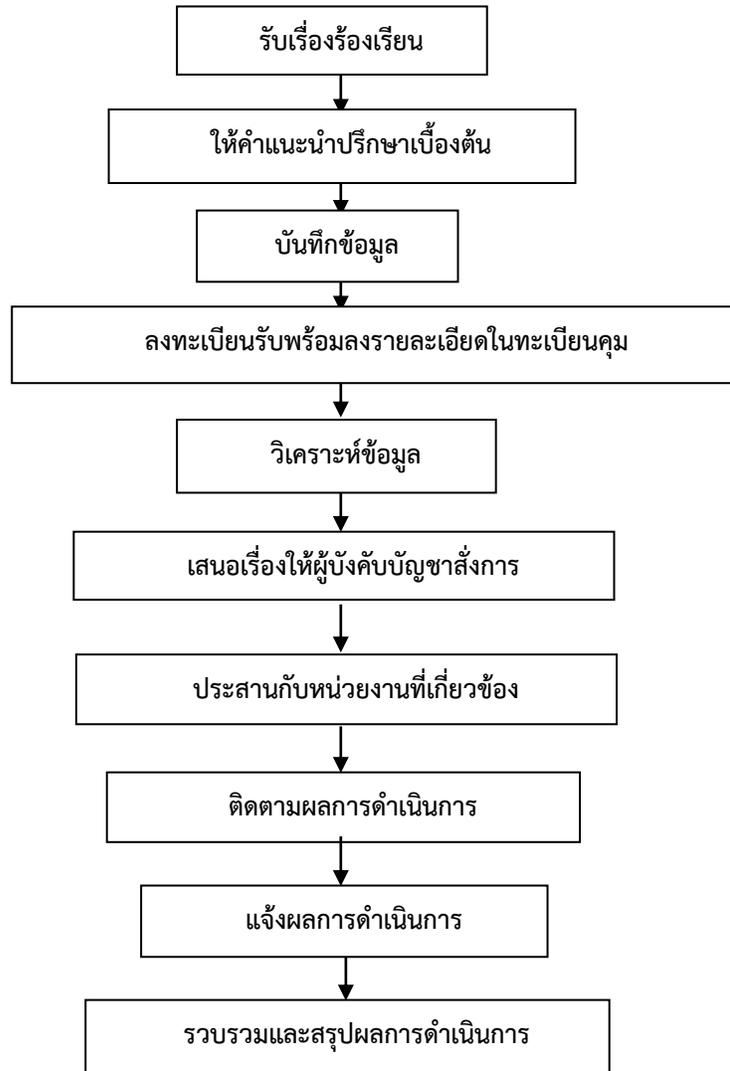 รับเรื่องร้องเรียน
ให้คำแนะนำปรึกษาเบื้องต้น
บันทึกข้อมูล
ลงทะเบียนรับพร้อมลงรายละเอียดในทะเบียนคุม
วิเคราะห์ข้อมูล
เสนอเรื่องให้ผู้บังคับบัญชาสั่งการ
ประสานกับหน่วยงานที่เกี่ยวข้อง
ติดตามผลการดำเนินการ
แจ้งผลการดำเนินการ
รวบรวมและสรุปผลการดำเนินการ